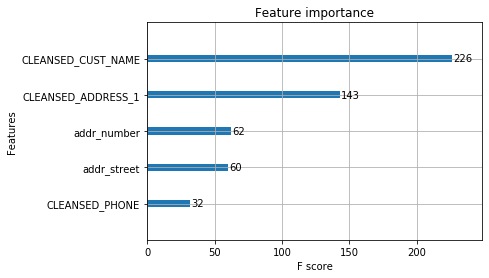 Feature importance
CLEANSED_CUST_NAME 226
CLEANSED_ADDRESS_1 143
addr_number 62
addr_street 60
CLEANSED_PHONE 32
Features
0 50 100 150 200
F score